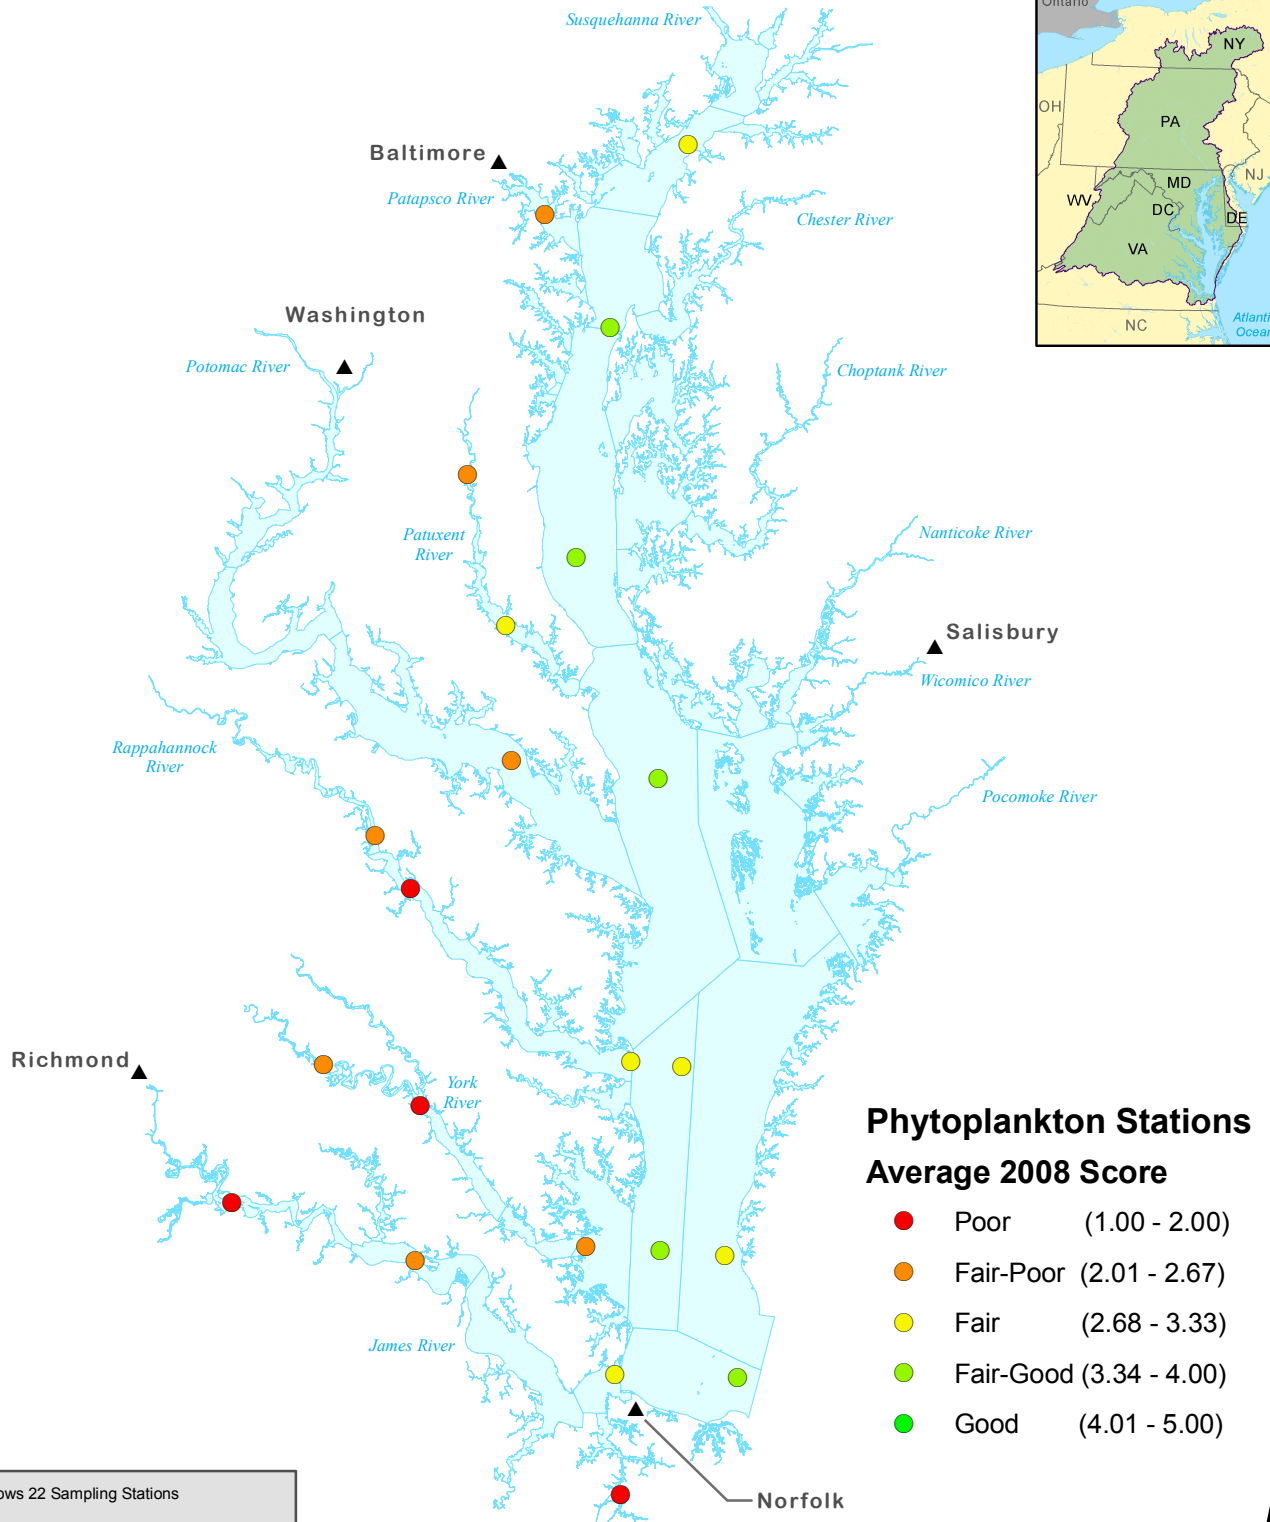 Susquehanna River
Ontario
NY
OH
PA
NJ
WV
MD
DC
DE
VA
NC
Baltimore
Patapsco River
Chester River
Washington
Potomac River
Choptank River
Patuxent
River
Nanticoke River
Salisbury
Wicomico River
Rappahannock
River
Pocomoke River
Richmond
York
River
James River
Norfolk
Phytoplankton Stations
Average 2008 Score
Poor (1.00 - 2.00)
Fair-Poor (2.01 - 2.67)
Fair (2.68 - 3.33)
Fair-Good (3.34 - 4.00)
Good (4.01 - 5.00)
22 Sampling Stations